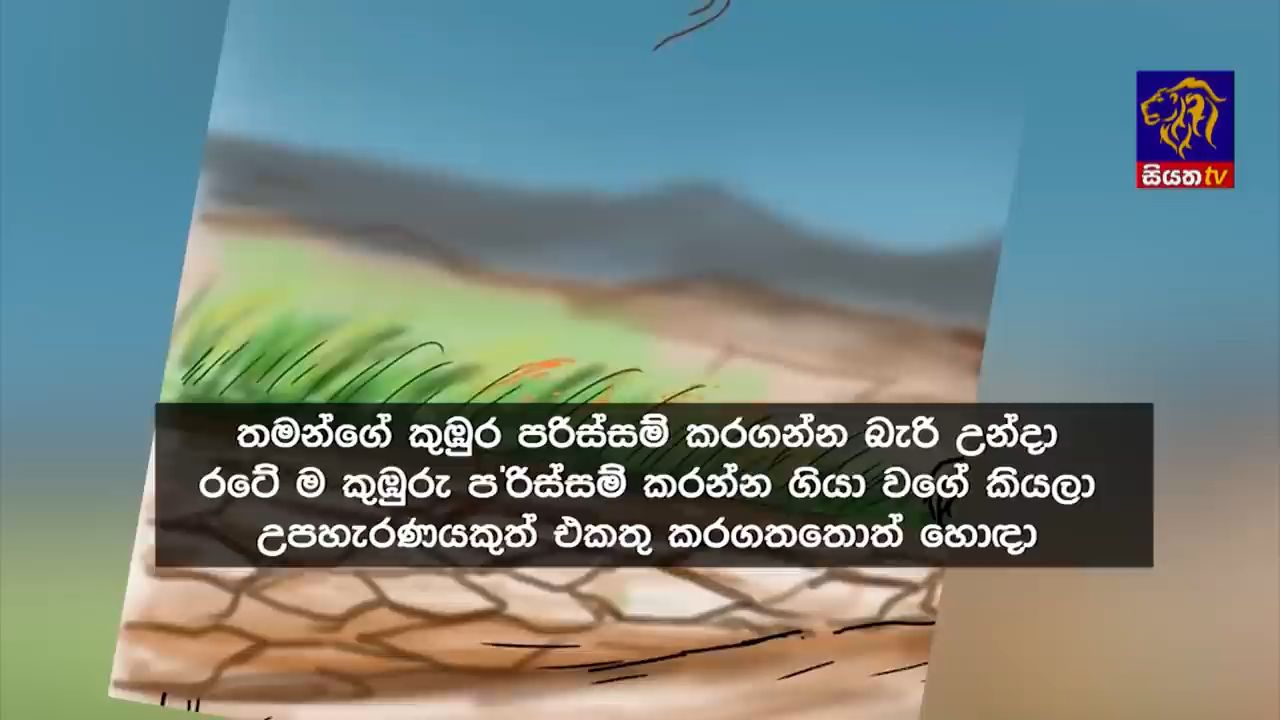 සියත tv
තමන්ගේ කුඹුර පරිස්සම් කරගන්න බැරි උන්දා
රටේ ම කුඹුරු ප'රිස්සම් කරන්න ගියා වගේ කියලා
උපහැරණයකුත් එකතු කරගතතොත් හොඳා